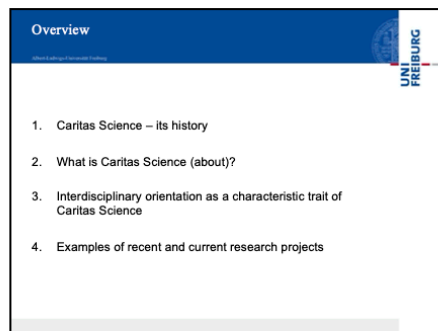 Overview
UNI
FREIBURG
1. Caritas Science – its history
2. What is Caritas Science (about)?
3. Interdisciplinary orientation as a characteristic trait of
Caritas Science
4. Examples of recent and current research projects